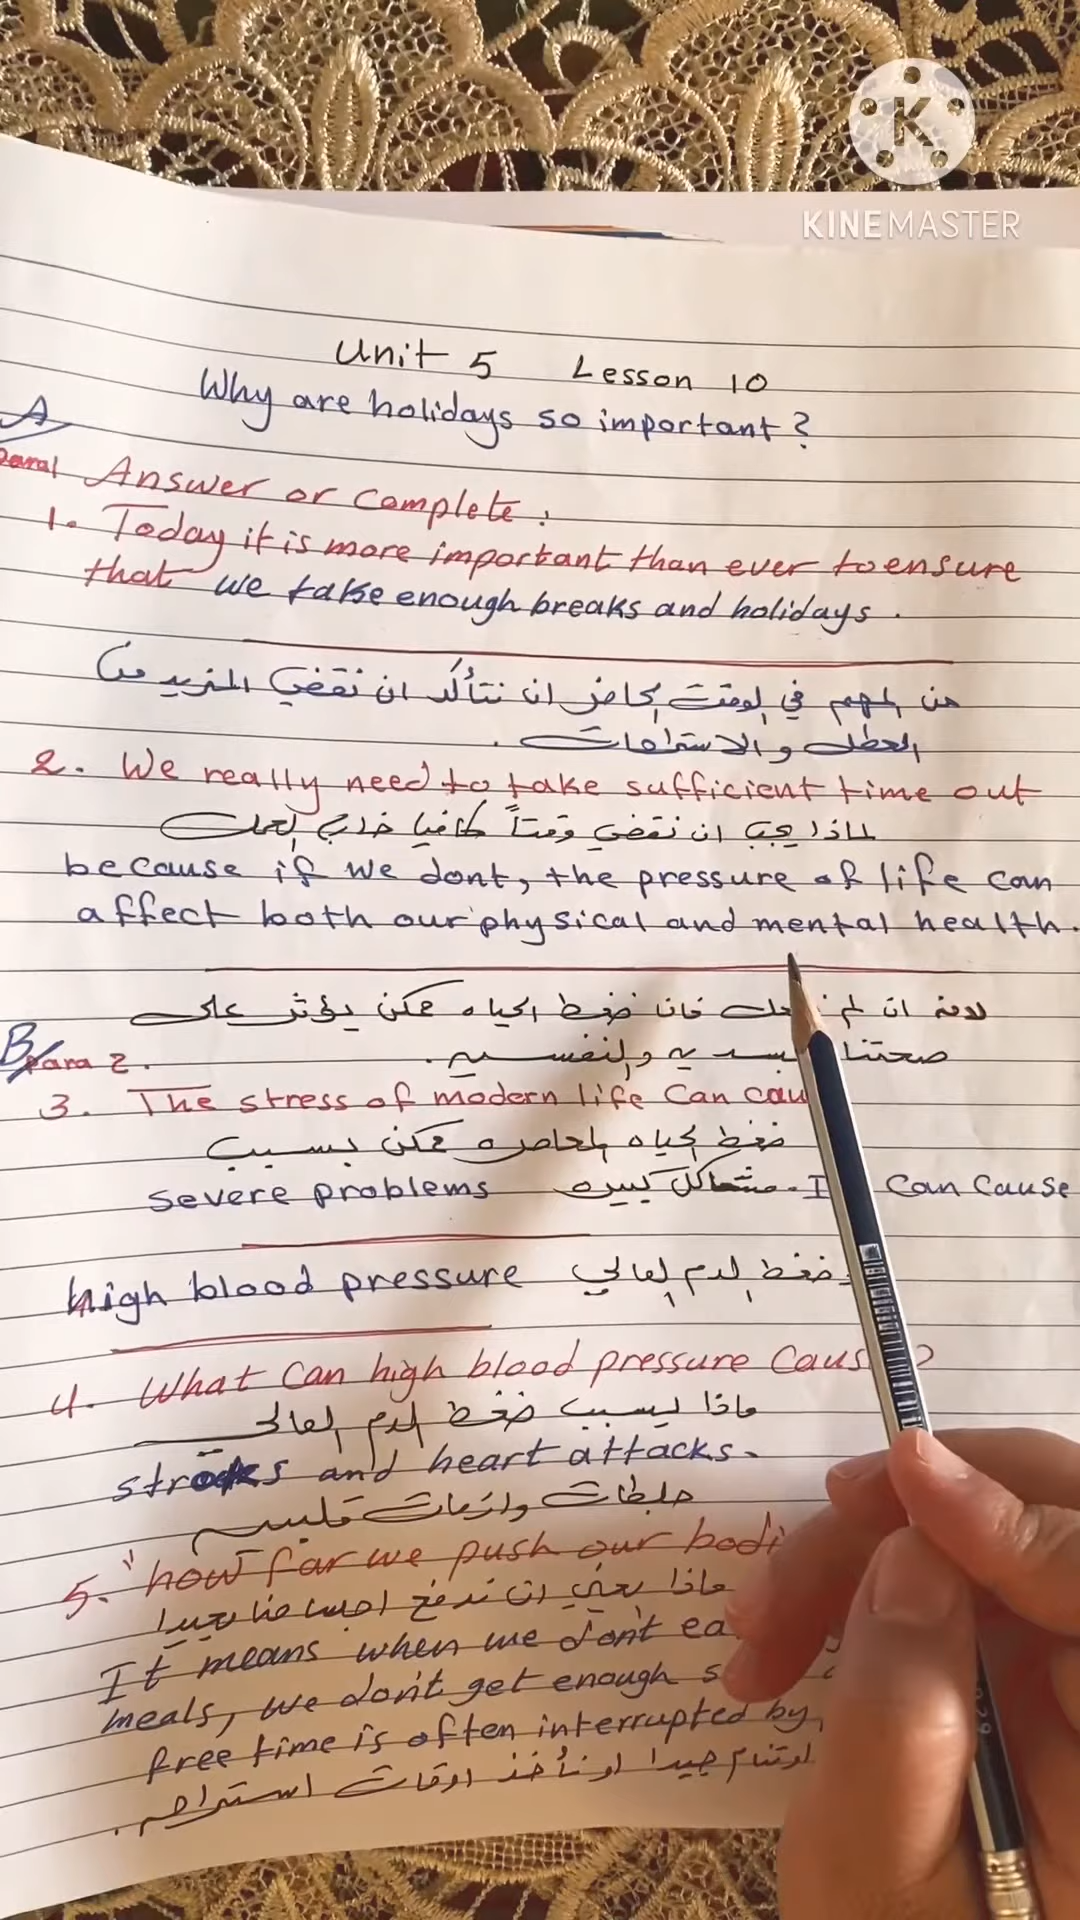 K
KINEMASTER
Unit 5 Lesson 10
Why are holidays so important?
A
Para1 Answer or complete:
1. Today it is more important than ever to ensure
that we take enough breaks and holidays.
من المهم في الوقت الحاضر ان نتأكد ان نقضي المزيد من
العطل والاستراحات.
2. We really need to take sufficient time out
لماذا يجب ان نقضي وقتاً كافيا خارج العمل
because if we dont, the pressure of life can
affect both our physical and mental health.
لانه ان لم فان ضغط الحياه ممكن يؤثر على
صحتنا والنفسيه.
B
Para 2.
3. The stress of modern life can cau
ضغط الحياه المعاصره ممكن يسبب
severe problems مشاكل كبيره. I can cause
high blood pressure ضغط الدم العالي
4. What can high blood pressure caus ?
ماذا يسبب ضغط الدم العالي
stroks and heart attacks.
جلطات وازمات قلبيه
5. "how far we push our bodi
ماذا يعني ان ندفع اجسامنا بعيدا
It means when we don't ea
meals, we don't get enough s
free time is often interrupted by
او ننام جيدا او نأخذ اوقات استراحه.